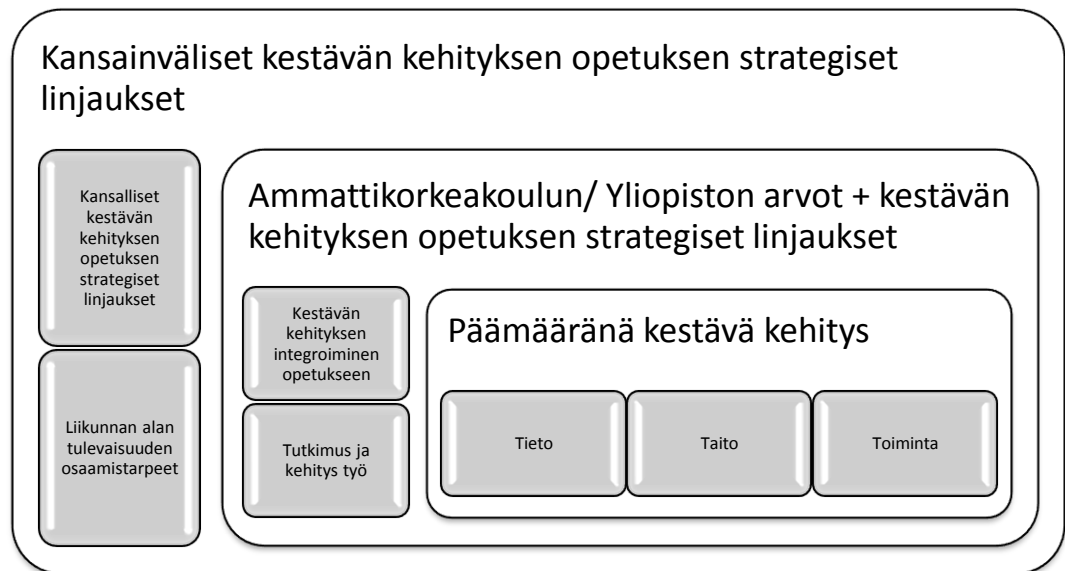 Kansainväliset kestävän kehityksen opetuksen strategiset
linjaukset
Kansalliset
kestävän
kehityksen
opetuksen
strategiset
linjaukset
Liikunnan alan
tulevaisuuden
osaamistarpeet
Ammattikorkeakoulun/ Yliopiston arvot + kestävän
kehityksen opetuksen strategiset linjaukset
Kestävän
kehityksen
integroiminen
opetukseen
Tutkimus ja
kehitys työ
Päämääränä kestävä kehitys
Tieto
Taito
Toiminta